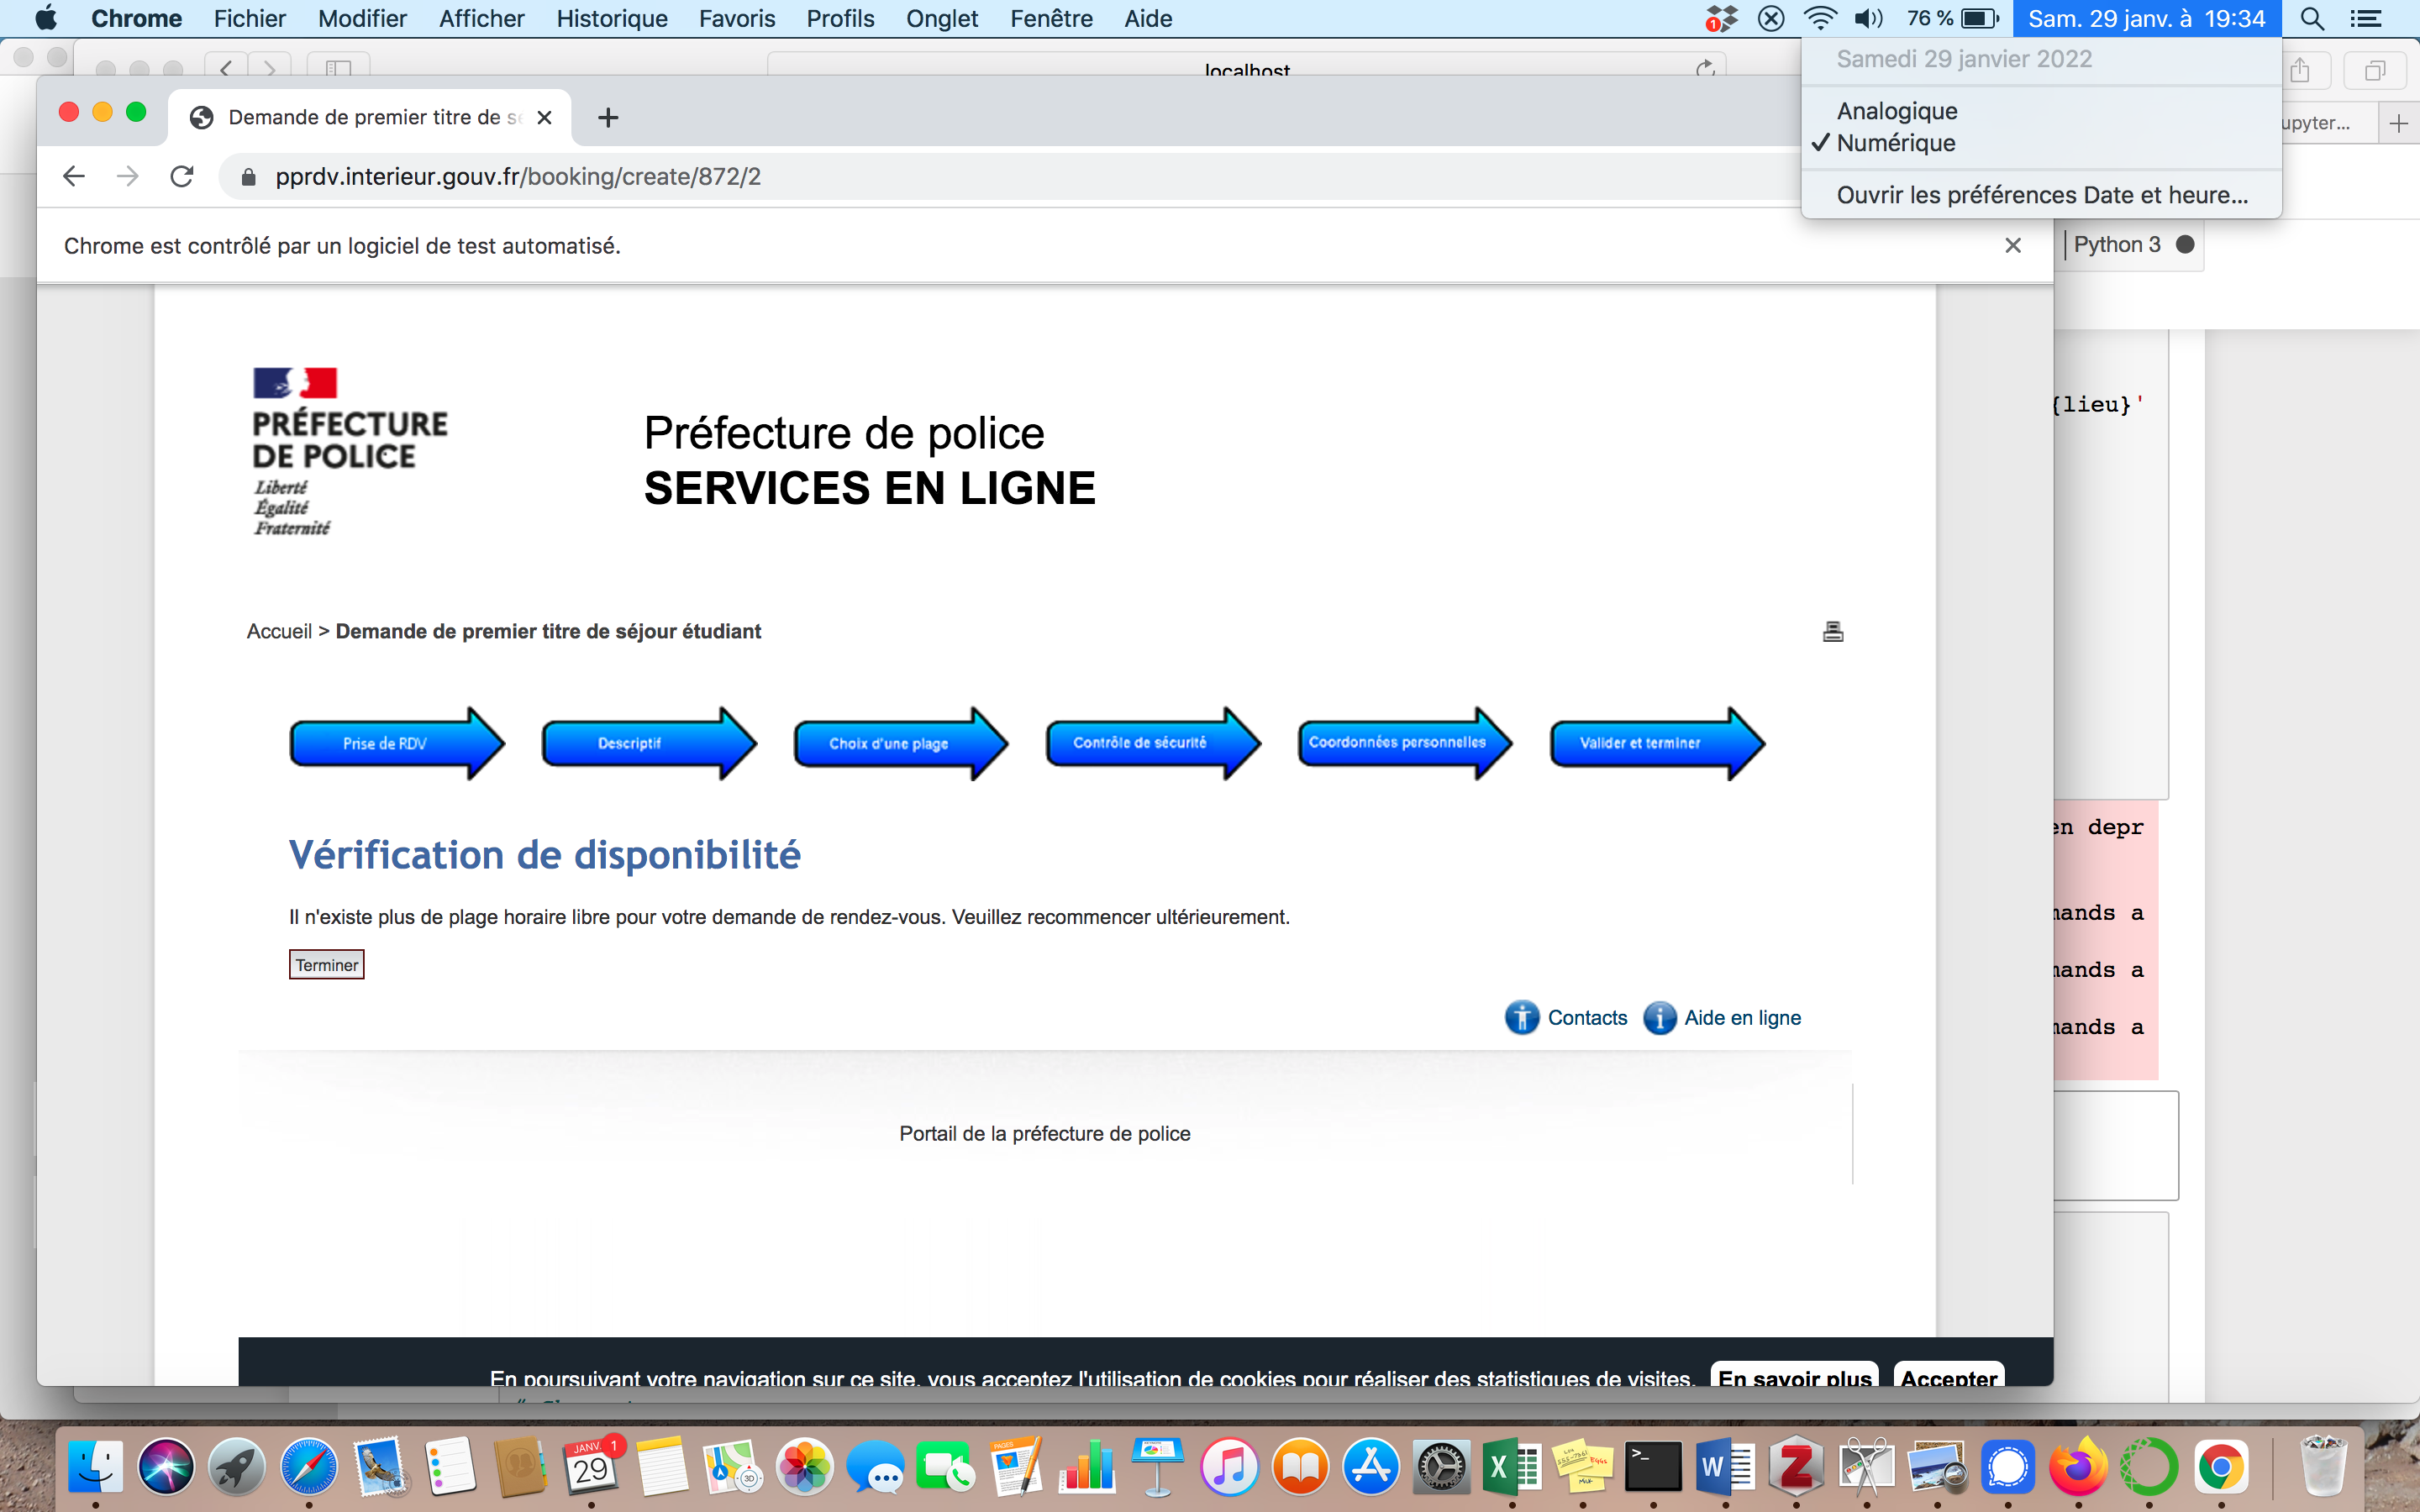 Chrome Fichier Modifier Afficher Historique Favoris Profils Onglet Fenêtre Aide 1 76 % Sam. 29 janv. à 19:34
Samedi 29 janvier 2022
Analogique
✓ Numérique
Ouvrir les préférences Date et heure...
localhost
Demande de premier titre de
upyter...
pprdv.interieur.gouv.fr/booking/create/872/2
Chrome est contrôlé par un logiciel de test automatisé.
Python 3
{lieu}'
PRÉFECTURE
DE POLICE
Liberté
Égalité
Fraternité
Préfecture de police
SERVICES EN LIGNE
Accueil > Demande de premier titre de séjour étudiant
Prise de RDV
Descriptif
Choix d'une plage
Contrôle de sécurité
Coordonnées personnelles
Valider et terminer
Vérification de disponibilité
Il n'existe plus de plage horaire libre pour votre demande de rendez-vous. Veuillez recommencer ultérieurement.
Terminer
en depr
mands a
mands a
mands a
Contacts
Aide en ligne
Portail de la préfecture de police
En poursuivant votre navigation sur ce site, vous acceptez l'utilisation de cookies pour réaliser des statistiques de visites.
En savoir plus
Accepter
JANV. 1
29
PAGES
3D
X
>_
W
Z